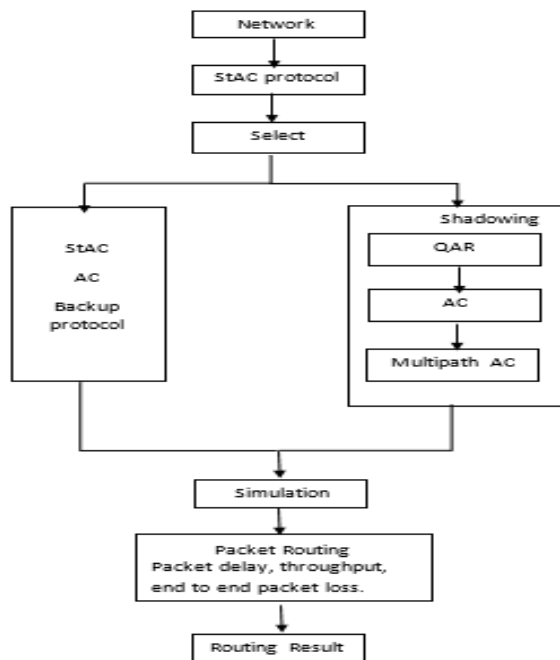 Network
StAC protocol
Select
StAC
AC
Backup
protocol
Shadowing
QAR
AC
Multipath AC
Simulation
Packet Routing
Packet delay, throughput,
end to end packet loss.
Routing Result